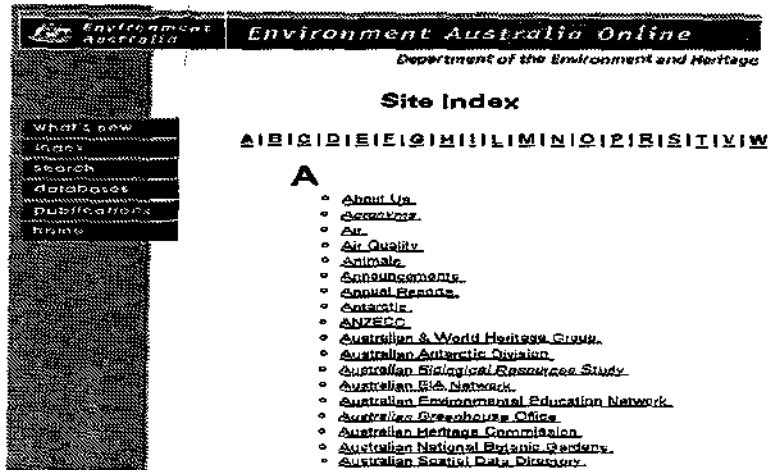 Environment
Australia
Environment Australia Online
Department of the Environment and Heritage
Site Index
A | B | C | D | E | F | G | H | I | L | M | N | O | P | R | S | T | V | W
what's new
index
search
databases
publications
home
A
About Us
Acronyms
Air
Air Quality
Animals
Announcements
Annual Reports
Antarctic
ANZECC
Australian & World Heritage Group
Australian Antarctic Division
Australian Biological Resources Study
Australian EIA Network
Australian Environmental Education Network
Australian Greenhouse Office
Australian Heritage Commission
Australian National Botanic Gardens
Australian Spatial Data Directory